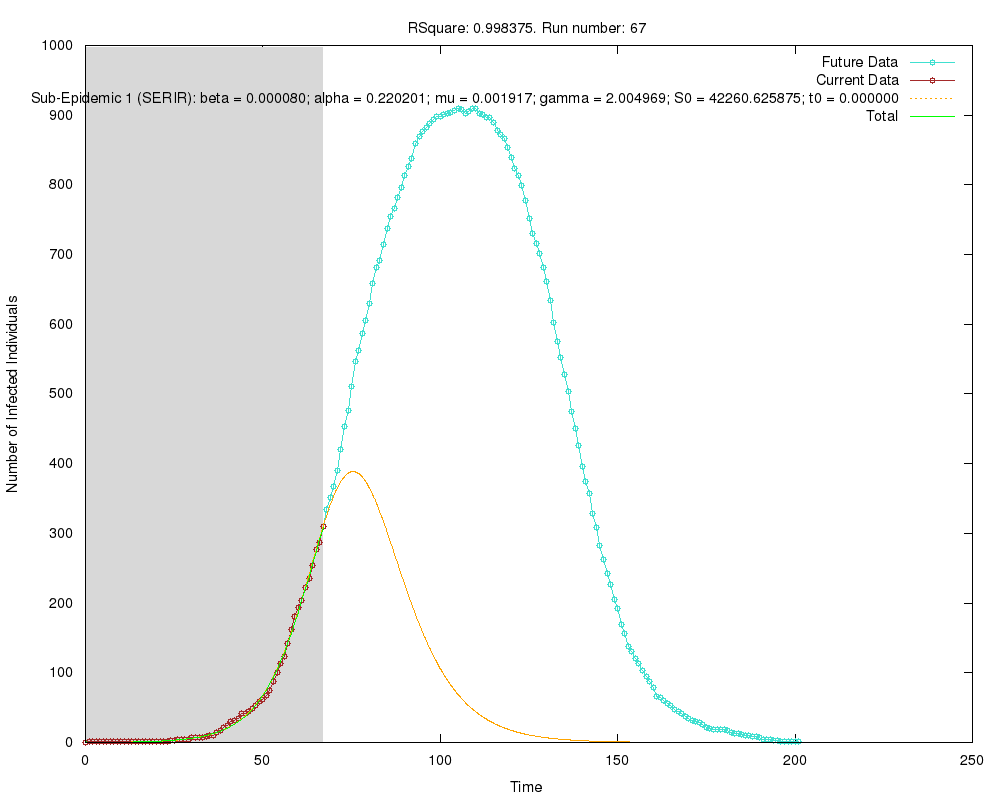 RSquare: 0.998375. Run number: 67
1000
900
800
700
600
500
400
300
200
100
0
Future Data
Current Data
Sub-Epidemic 1 (SERIR): beta = 0.000080; alpha = 0.220201; mu = 0.001917; gamma = 2.004969; S0 = 42260.625875; t0 = 0.000000
Total
Number of Infected Individuals
0
50
100
150
200
250
Time